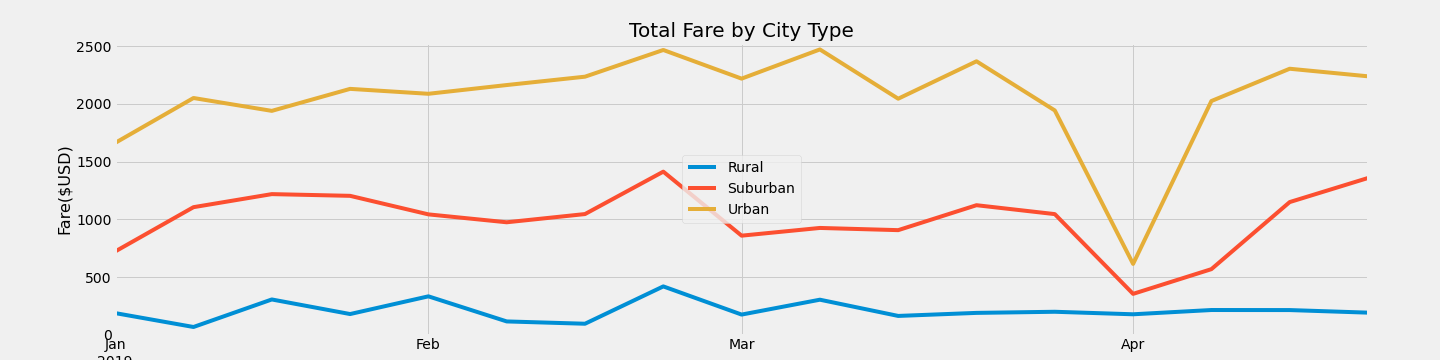 Total Fare by City Type
Fare($USD)
2500
2000
1500
1000
500
0
Rural
Suburban
Urban
Jan Feb Mar Apr
2019